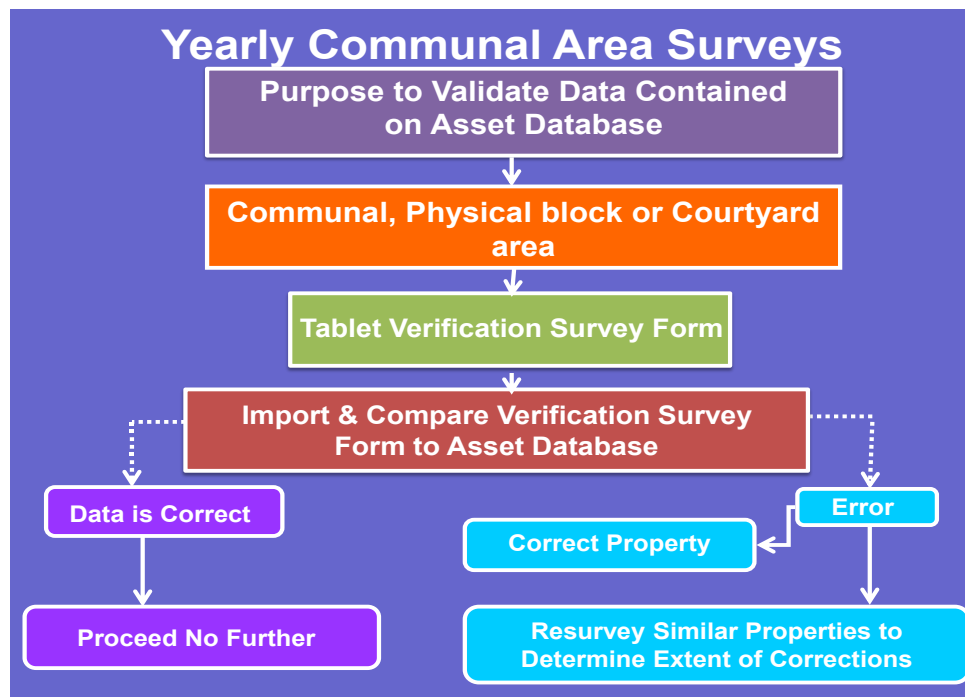 Yearly Communal Area Surveys
Purpose to Validate Data Contained
on Asset Database
Communal, Physical block or Courtyard
area
Tablet Verification Survey Form
Import & Compare Verification Survey
Form to Asset Database
Data is Correct
Error
Correct Property
Proceed No Further
Resurvey Similar Properties to
Determine Extent of Corrections